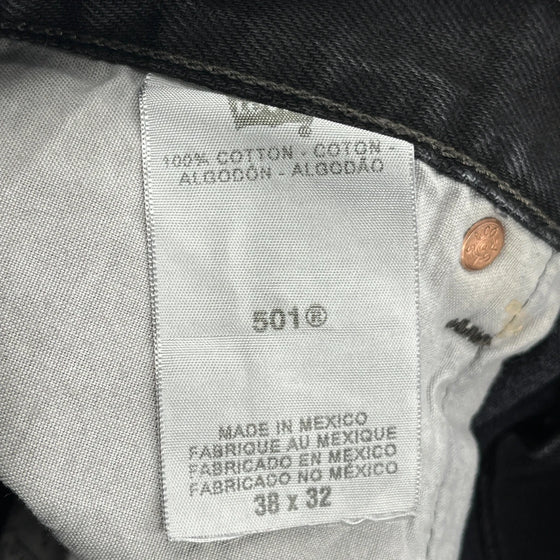 100% COTTON - COTON -
ALGODÓN - ALGODÃO
501®
MADE IN MEXICO
FABRIQUE AU MEXIQUE
FABRICADO EN MEXICO
FABRICADO NO MÉXICO
38 x 32